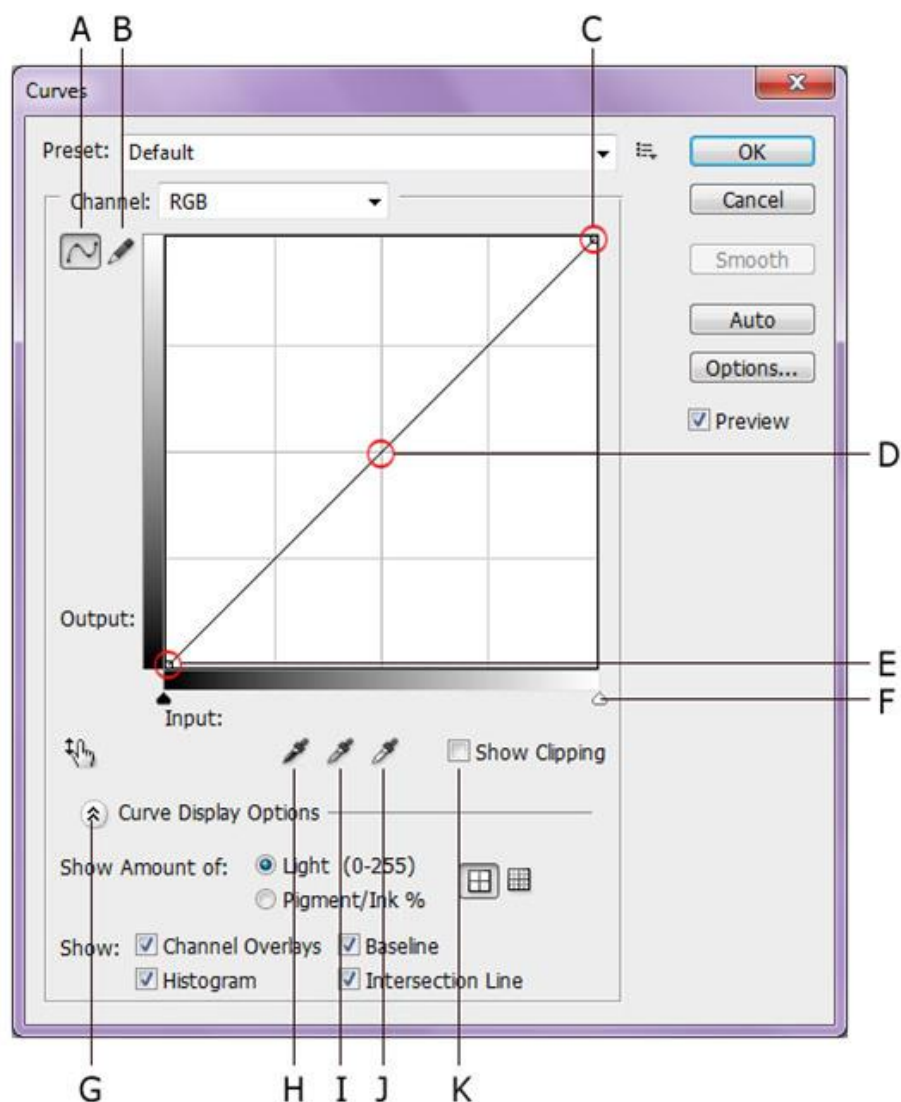 A B C
Curves
Preset: Default
OK
Channel: RGB
Cancel
Smooth
Auto
Options...
Preview
D
Output:
E
F
Input:
Show Clipping
Curve Display Options
Show Amount of: Light (0-255)
Pigment/Ink %
Show: Channel Overlays Baseline
Histogram Intersection Line
G H I J K